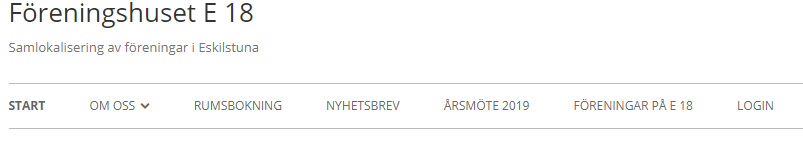 Föreningshuset E 18
Samlokalisering av föreningar i Eskilstuna
START OM OSS RUMSBOKNING NYHETSBREV ÅRSMÖTE 2019 FÖRENINGAR PÅ E 18 LOGIN